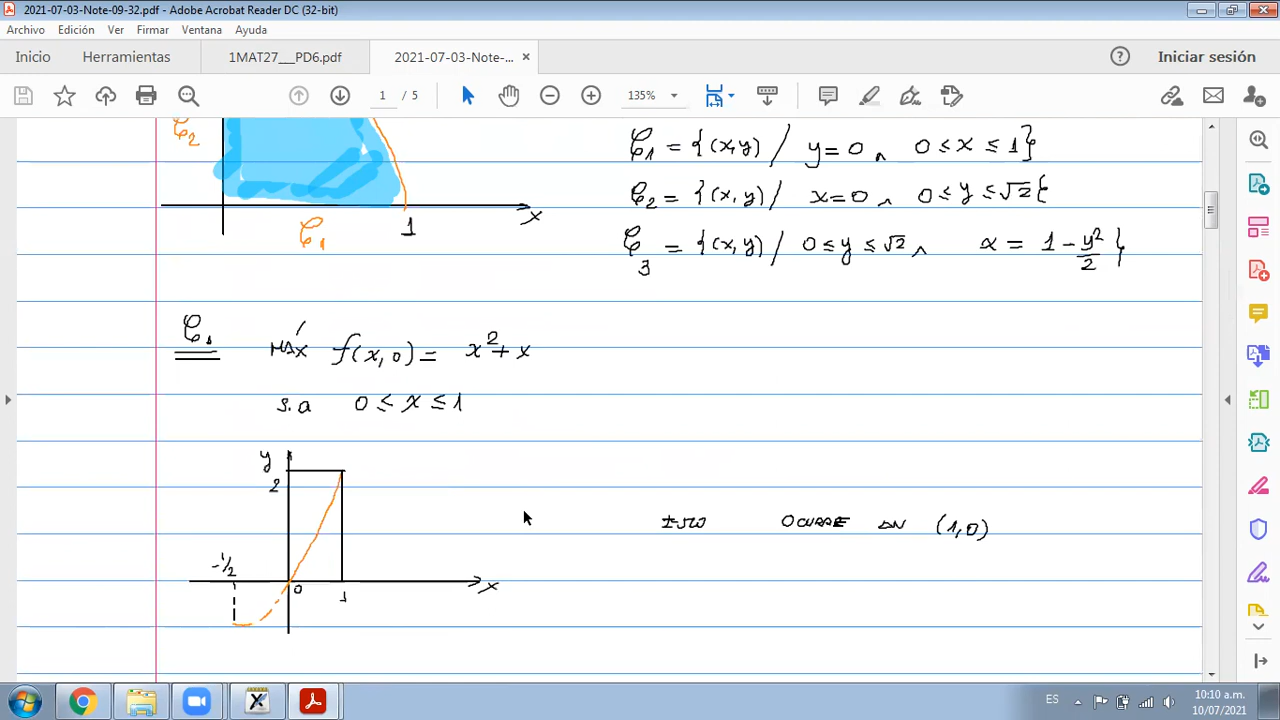 2021-07-03-Note-09-32.pdf - Adobe Acrobat Reader DC (32-bit)
Archivo Edición Ver Firmar Ventana Ayuda
Inicio Herramientas 1MAT27___PD6.pdf 2021-07-03-Note-... × Iniciar sesión
1 / 5 135%
C2
C1 = {(x,y) / y=0 ∧ 0 ≤ x ≤ 1}
C2 = {(x,y) / x=0 ∧ 0 ≤ y ≤ √2}
C3 = {(x,y) / 0 ≤ y ≤ √2 ∧ x = 1 - y²/2}
C1 1 x
C1 MÁX f(x,0) = x² + x
s.a 0 ≤ x ≤ 1
y
2
ESTO OCURRE EN (1,0)
-1/2 0 1 x
ES 10:10 a.m.
10/07/2021